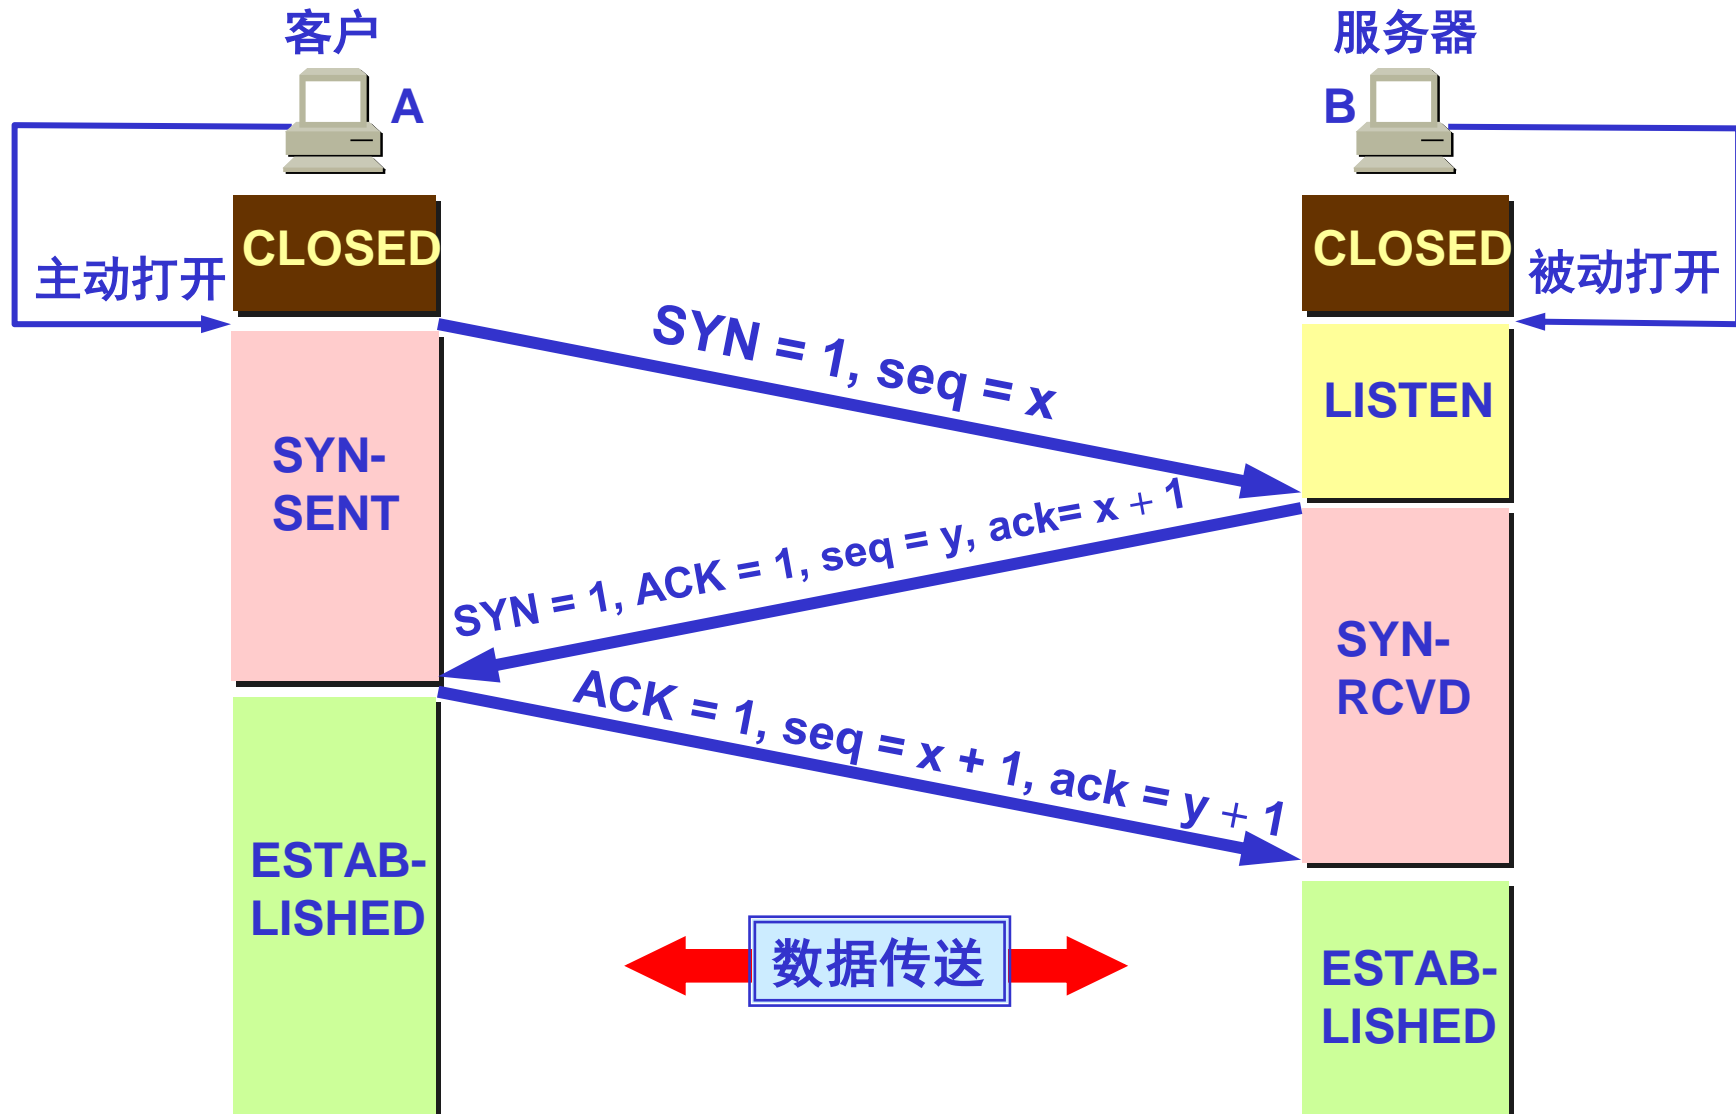 客户
服务器
A
B
CLOSED
CLOSED
主动打开
被动打开
SYN = 1, seq = x
LISTEN
SYN-
SENT
SYN = 1, ACK = 1, seq = y, ack= x + 1
SYN-
RCVD
ACK = 1, seq = x + 1, ack = y + 1
ESTAB-
LISHED
数据传送
ESTAB-
LISHED